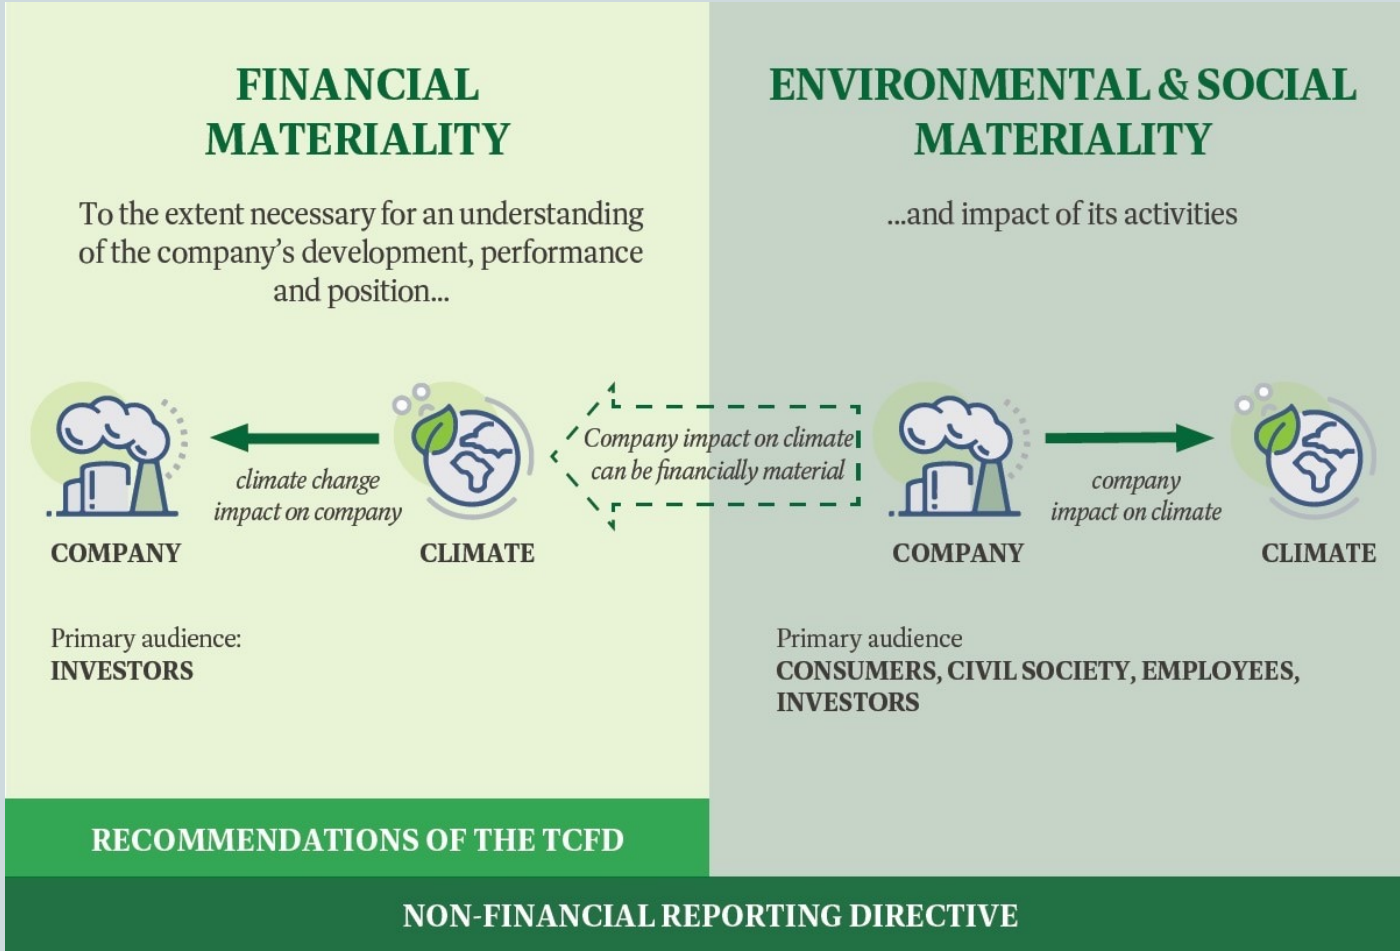 FINANCIAL
MATERIALITY
To the extent necessary for an understanding
of the company’s development, performance
and position...
climate change
impact on company
COMPANY
CLIMATE
Primary audience:
INVESTORS
Company impact on climate
can be financially material
ENVIRONMENTAL & SOCIAL
MATERIALITY
...and impact of its activities
company
impact on climate
COMPANY
CLIMATE
Primary audience
CONSUMERS, CIVIL SOCIETY, EMPLOYEES,
INVESTORS
RECOMMENDATIONS OF THE TCFD
NON-FINANCIAL REPORTING DIRECTIVE